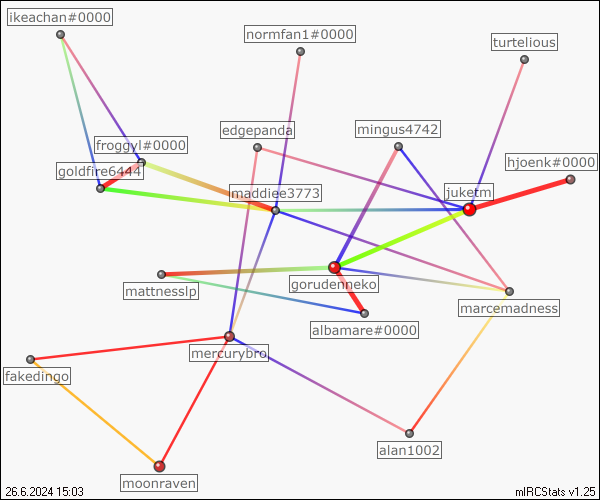 ikeachan#0000
normfan1#0000
turtelious
edgepanda
mingus4742
froggyl#0000
hjoenk#0000
goldfire6444
maddiee3773
juketm
gorudenneko
mattnesslp
marcemadness
albamare#0000
mercurybro
fakedingo
alan1002
moonraven
26.6.2024 15:03
mIRCStats v1.25